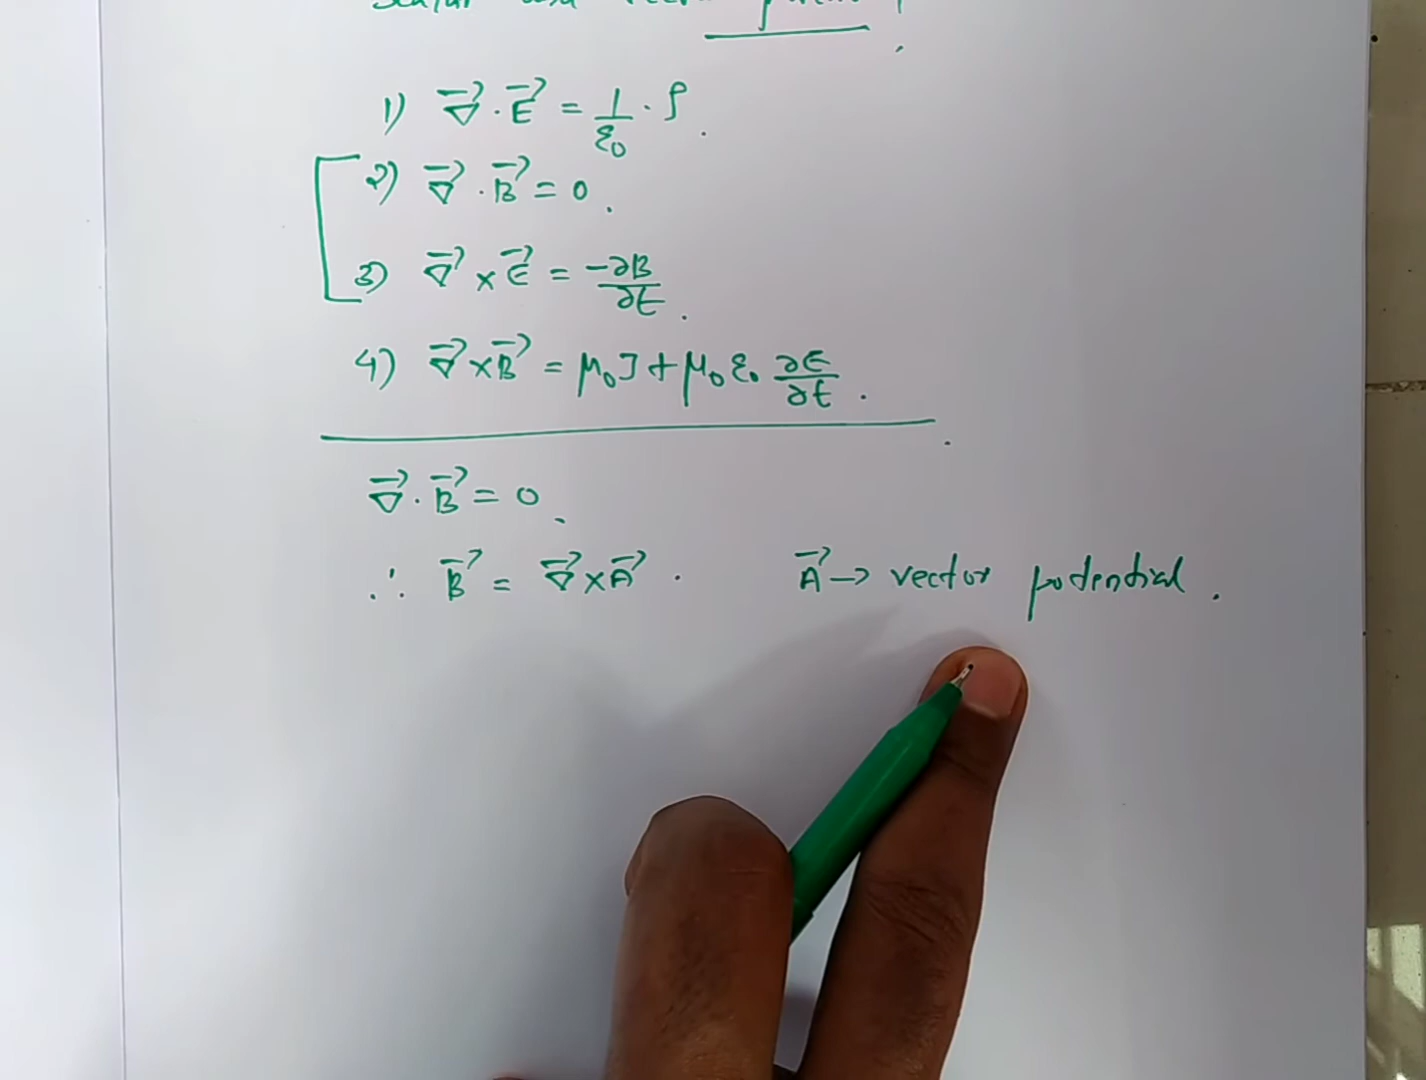 1) ∇⃗ . E⃗ = 1/ε₀ . ρ .
2) ∇⃗ . B⃗ = 0 .
3) ∇⃗ × E⃗ = -∂B/∂t .
4) ∇⃗ × B⃗ = μ₀J + μ₀ε₀ ∂E/∂t .
∇⃗ . B⃗ = 0 .
∴ B⃗ = ∇⃗ × A⃗ . A⃗ → vector potential .